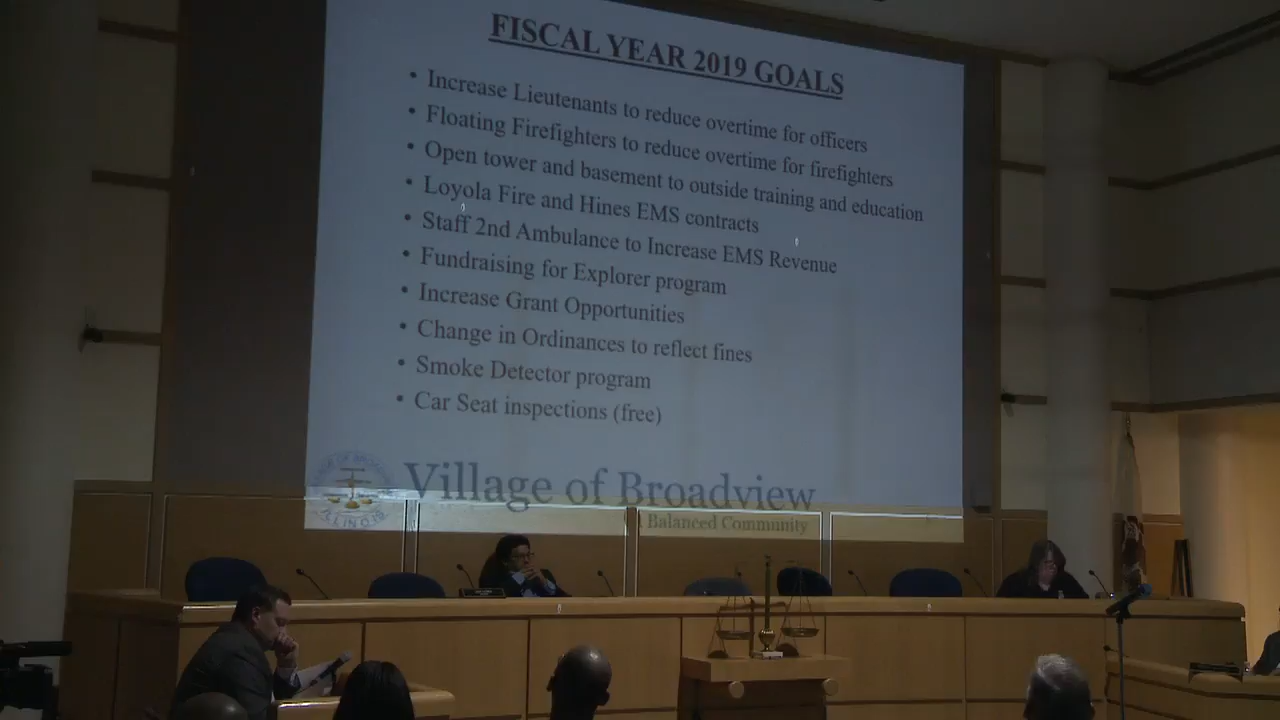 FISCAL YEAR 2019 GOALS
• Increase Lieutenants to reduce overtime for officers
• Floating Firefighters to reduce overtime for firefighters
• Open tower and basement to outside training and education
• Loyola Fire and Hines EMS contracts
• Staff 2nd Ambulance to Increase EMS Revenue
• Fundraising for Explorer program
• Increase Grant Opportunities
• Change in Ordinances to reflect fines
• Smoke Detector program
• Car Seat inspections (free)
Village of Broadview
Balanced Community
ILLINOIS